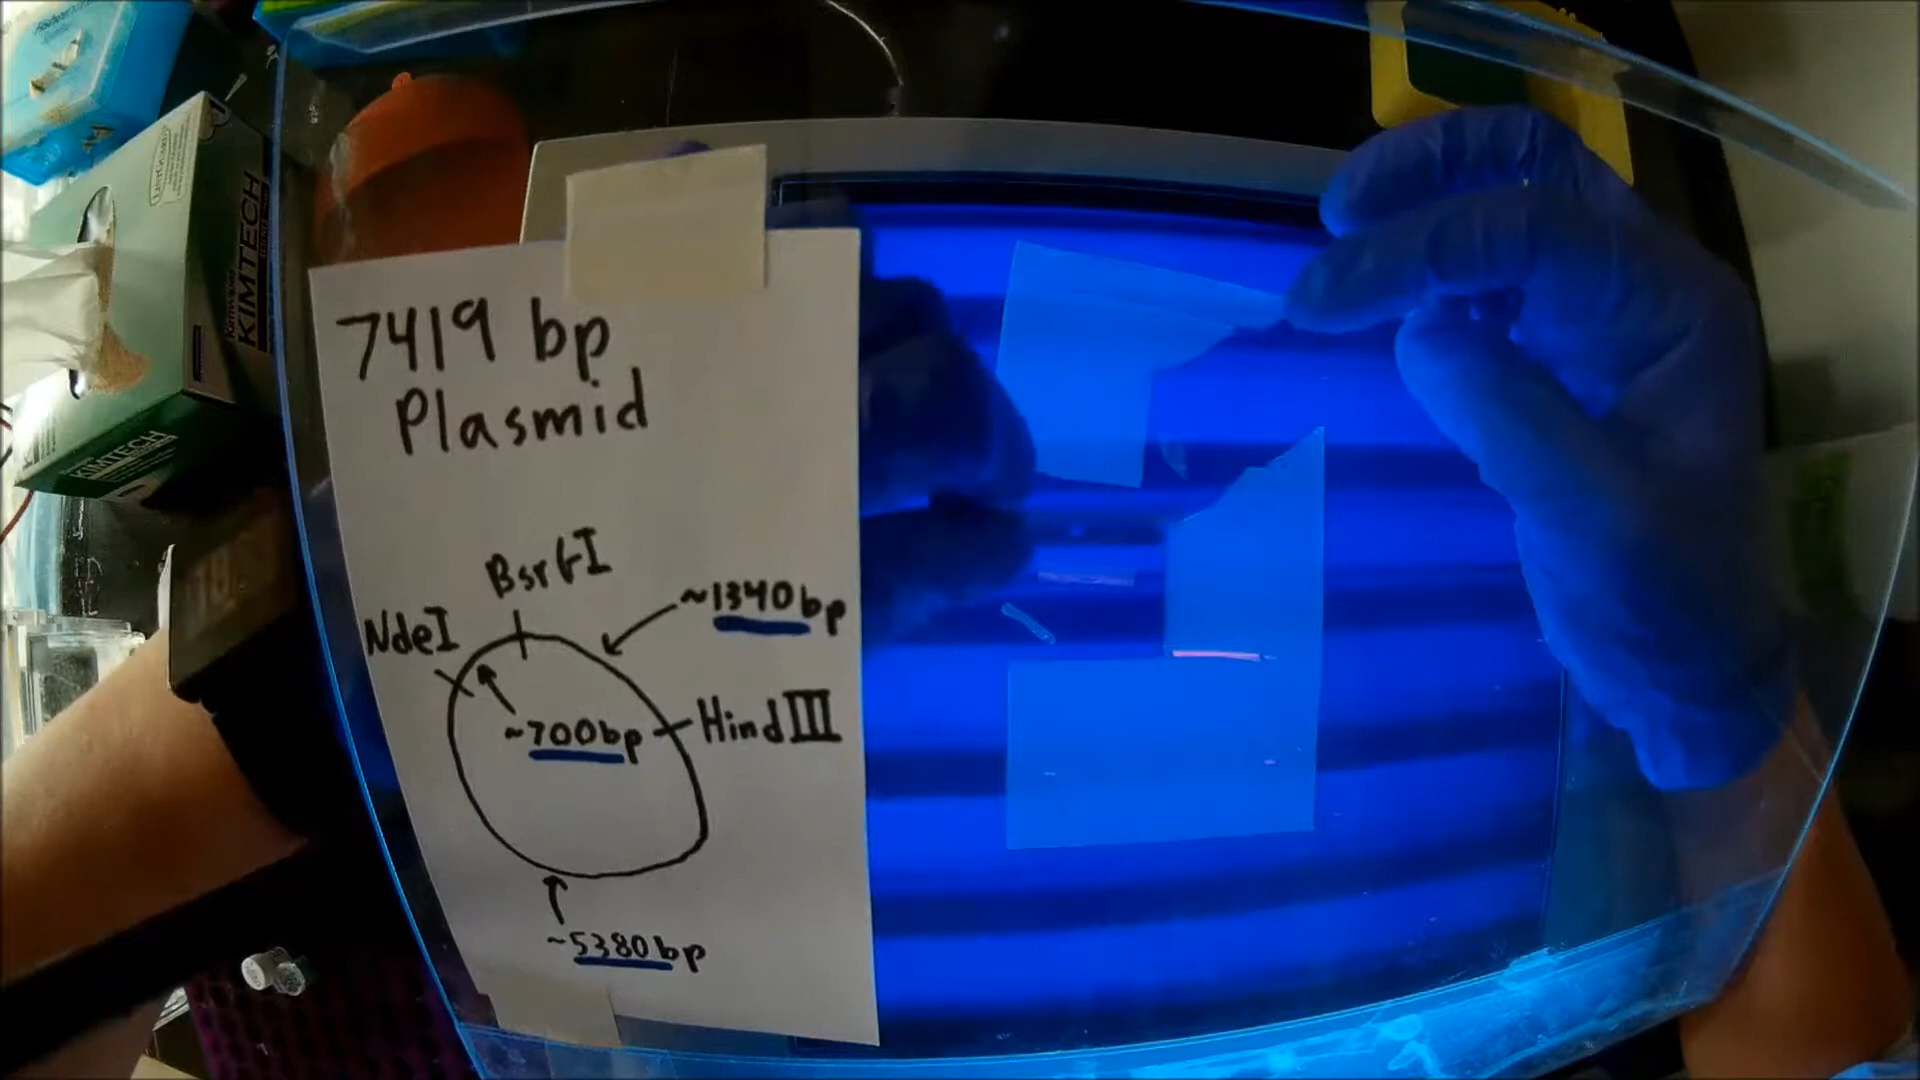 KIMTECH
KIMTECH
7419 bp
Plasmid
BsrGI
~1340bp
NdeI
~700bp
HindIII
~5380bp